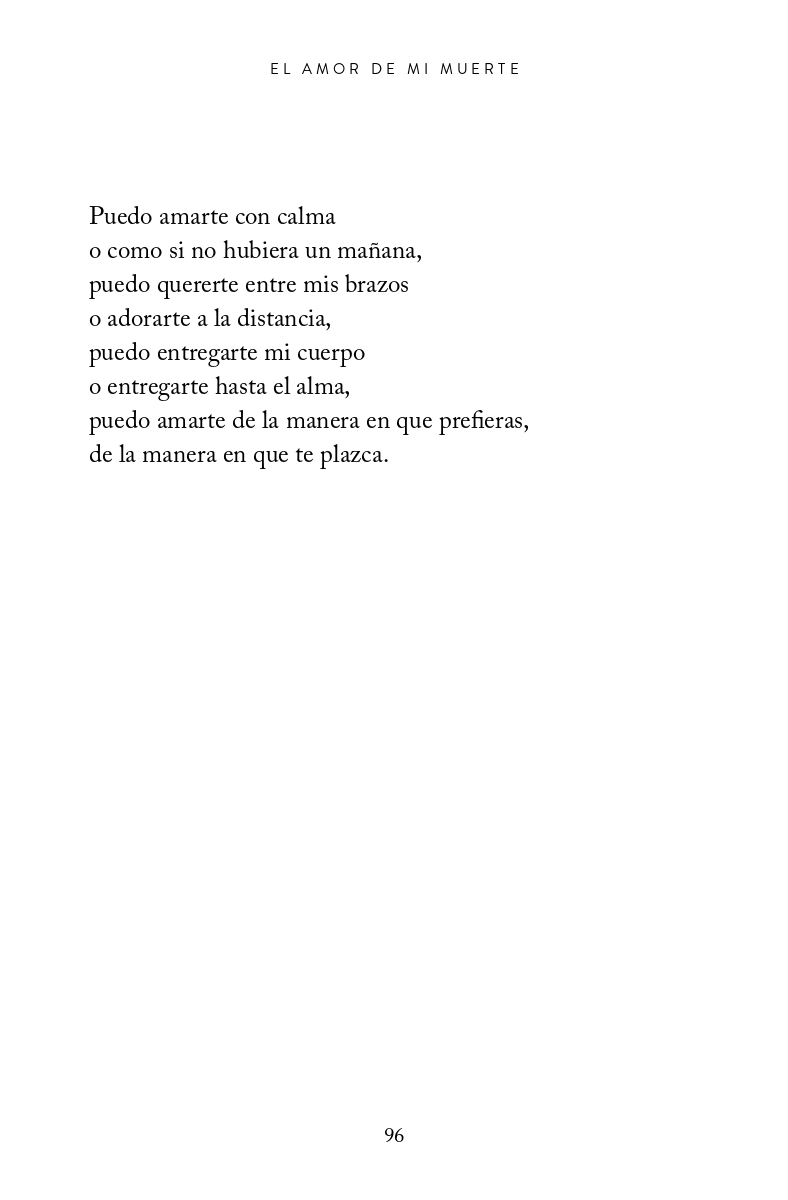 EL AMOR DE MI MUERTE
Puedo amarte con calma
o como si no hubiera un mañana,
puedo quererte entre mis brazos
o adorarte a la distancia,
puedo entregarte mi cuerpo
o entregarte hasta el alma,
puedo amarte de la manera en que prefieras,
de la manera en que te plazca.
96